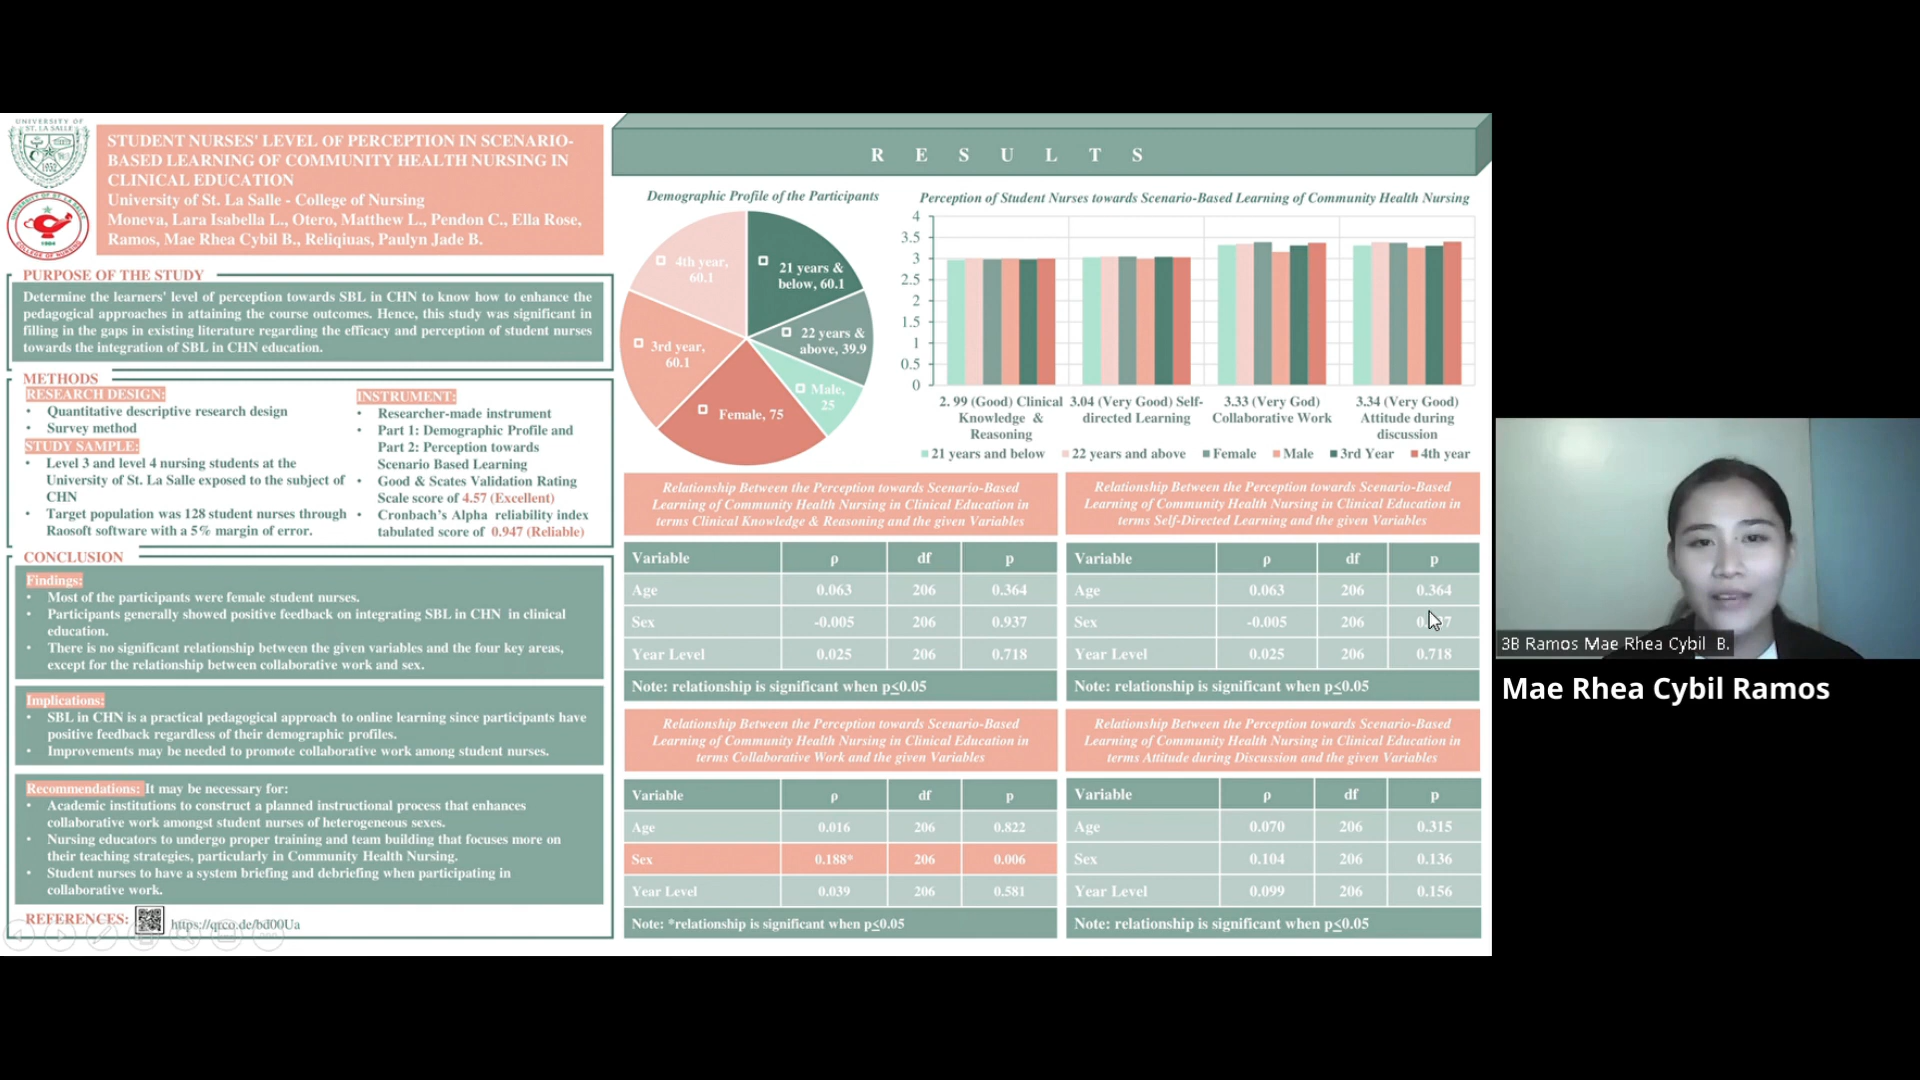 UNIVERSITY OF
ST. LA SALLE
1952
STUDENT NURSES' LEVEL OF PERCEPTION IN SCENARIO-
BASED LEARNING OF COMMUNITY HEALTH NURSING IN
CLINICAL EDUCATION
University of St. La Salle - College of Nursing
Moneva, Lara Isabella L., Otero, Matthew L., Pendon C., Ella Rose,
Ramos, Mae Rhea Cybil B., Reliqiuas, Paulyn Jade B.
PURPOSE OF THE STUDY
Determine the learners' level of perception towards SBL in CHN to know how to enhance the
pedagogical approaches in attaining the course outcomes. Hence, this study was significant in
filling in the gaps in existing literature regarding the efficacy and perception of student nurses
towards the integration of SBL in CHN education.
METHODS
RESEARCH DESIGN:
• Quantitative descriptive research design
• Survey method
STUDY SAMPLE:
• Level 3 and level 4 nursing students at the
University of St. La Salle exposed to the subject of
CHN
• Target population was 128 student nurses through
Raosoft software with a 5% margin of error.
INSTRUMENT:
• Researcher-made instrument
• Part 1: Demographic Profile and
Part 2: Perception towards
Scenario Based Learning
• Good & Scates Validation Rating
Scale score of 4.57 (Excellent)
• Cronbach's Alpha reliability index
tabulated score of 0.947 (Reliable)
CONCLUSION
Findings:
• Most of the participants were female student nurses.
• Participants generally showed positive feedback on integrating SBL in CHN in clinical
education.
• There is no significant relationship between the given variables and the four key areas,
except for the relationship between collaborative work and sex.
Implications:
• SBL in CHN is a practical pedagogical approach to online learning since participants have
positive feedback regardless of their demographic profiles.
• Improvements may be needed to promote collaborative work among student nurses.
Recommendations: It may be necessary for:
• Academic institutions to construct a planned instructional process that enhances
collaborative work amongst student nurses of heterogeneous sexes.
• Nursing educators to undergo proper training and team building that focuses more on
their teaching strategies, particularly in Community Health Nursing.
• Student nurses to have a system briefing and debriefing when participating in
collaborative work.
REFERENCES: https://qrco.de/bd00Ua
R E S U L T S
Demographic Profile of the Participants
4th year,
60.1
21 years &
below, 60.1
22 years &
above, 39.9
3rd year,
60.1
Male,
25
Female, 75
Perception of Student Nurses towards Scenario-Based Learning of Community Health Nursing
4
3.5
3
2.5
2
1.5
1
0.5
0
2. 99 (Good) Clinical
Knowledge &
Reasoning
3.04 (Very Good) Self-
directed Learning
3.33 (Very God)
Collaborative Work
3.34 (Very Good)
Attitude during
discussion
21 years and below 22 years and above Female Male 3rd Year 4th year
Relationship Between the Perception towards Scenario-Based
Learning of Community Health Nursing in Clinical Education in
terms Clinical Knowledge & Reasoning and the given Variables
Variable ρ df p
Age 0.063 206 0.364
Sex -0.005 206 0.937
Year Level 0.025 206 0.718
Note: relationship is significant when p≤0.05
Relationship Between the Perception towards Scenario-Based
Learning of Community Health Nursing in Clinical Education in
terms Self-Directed Learning and the given Variables
Variable ρ df p
Age 0.063 206 0.364
Sex -0.005 206
Year Level 0.025 206 0.718
Note: relationship is significant when p≤0.05
Relationship Between the Perception towards Scenario-Based
Learning of Community Health Nursing in Clinical Education in
terms Collaborative Work and the given Variables
Variable ρ df p
Age 0.016 206 0.822
Sex 0.188* 206 0.006
Year Level 0.039 206 0.581
Note: *relationship is significant when p≤0.05
Relationship Between the Perception towards Scenario-Based
Learning of Community Health Nursing in Clinical Education in
terms Attitude during Discussion and the given Variables
Variable ρ df p
Age 0.070 206 0.315
Sex 0.104 206 0.136
Year Level 0.099 206 0.156
Note: relationship is significant when p≤0.05
3B Ramos Mae Rhea Cybil B.
Mae Rhea Cybil Ramos